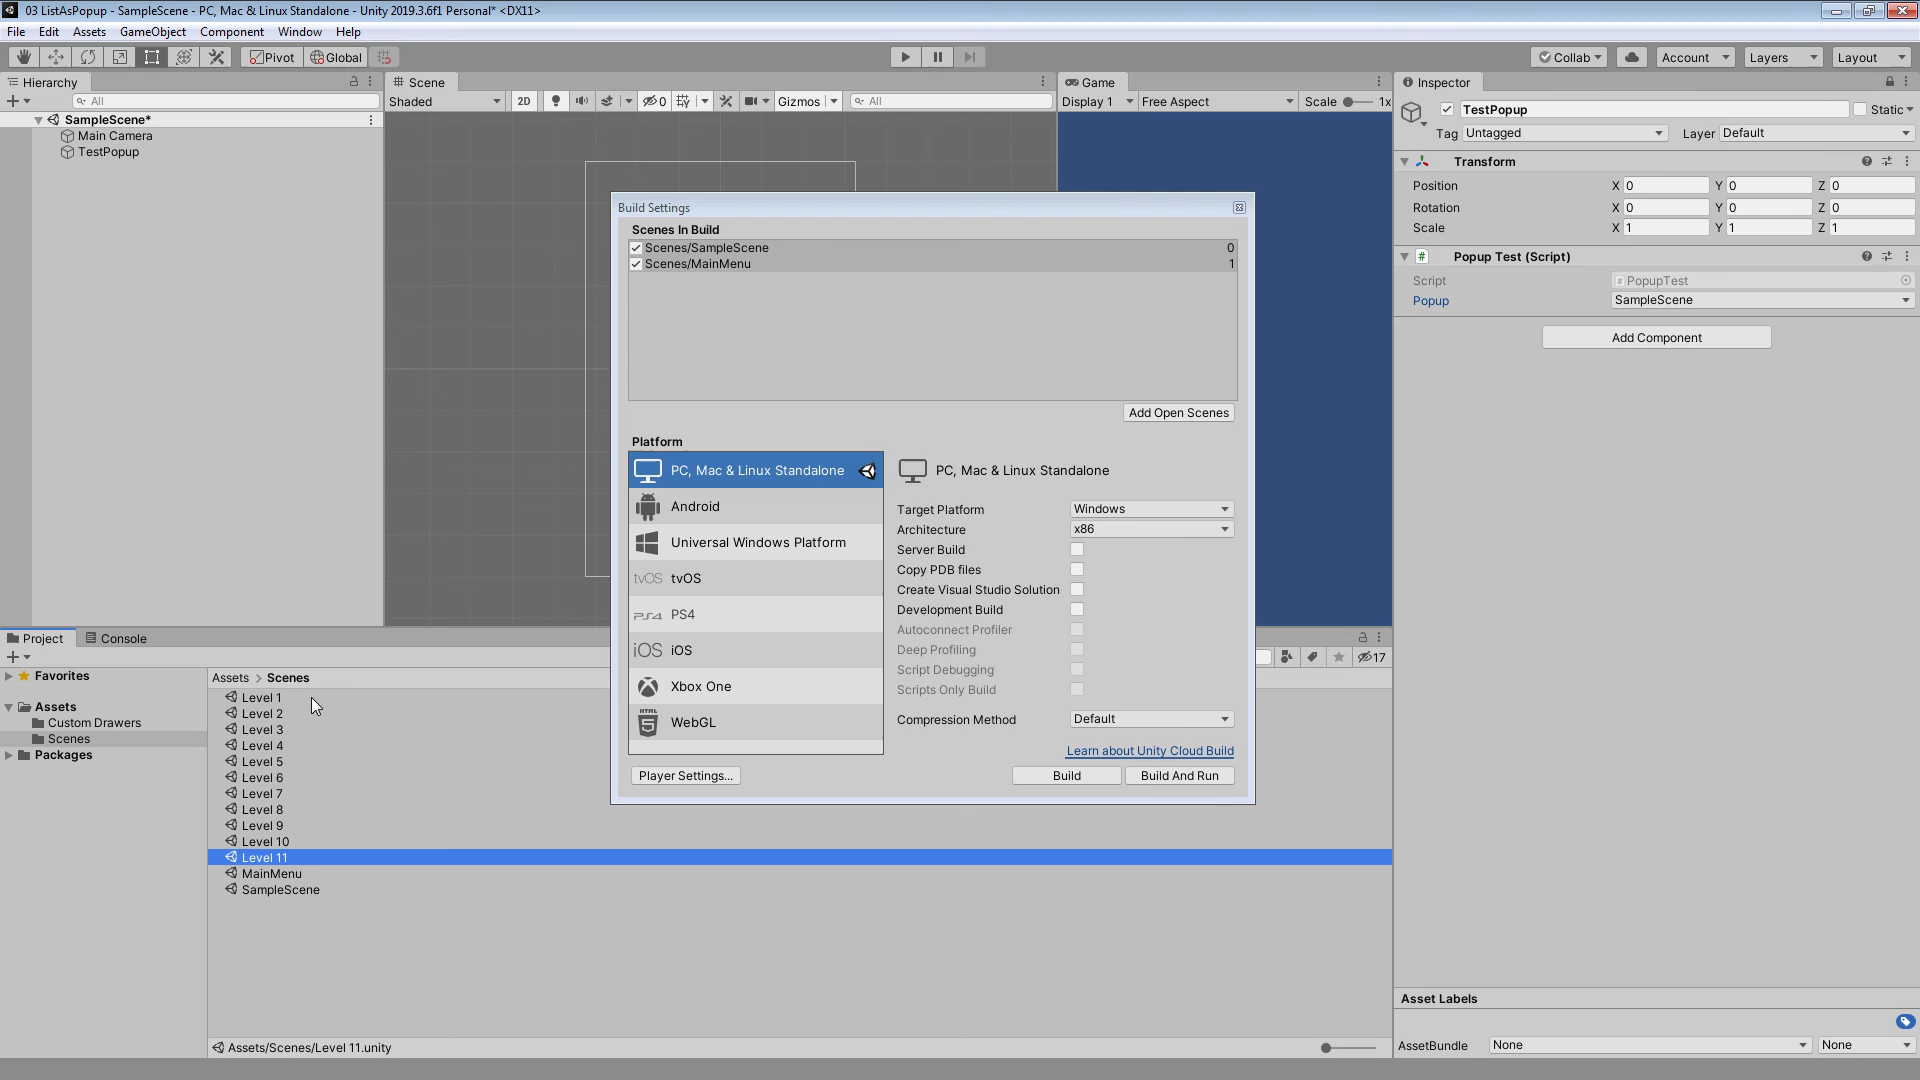 03 ListAsPopup - SampleScene - PC, Mac & Linux Standalone - Unity 2019.3.6f1 Personal* <DX11>
File Edit Assets GameObject Component Window Help
Pivot Global Collab Account Layers Layout
Hierarchy
All
SampleScene*
Main Camera
TestPopup
Scene
Shaded 2D 0 Gizmos All
Game
Display 1 Free Aspect Scale 1x
Inspector
TestPopup Static
Tag Untagged Layer Default
Transform
Position X 0 Y 0 Z 0
Rotation X 0 Y 0 Z 0
Scale X 1 Y 1 Z 1
# Popup Test (Script)
Script # PopupTest
Popup SampleScene
Add Component
Build Settings
Scenes In Build
Scenes/SampleScene 0
Scenes/MainMenu 1
Add Open Scenes
Platform
PC, Mac & Linux Standalone
Android
Universal Windows Platform
tvOS tvOS
PS4 PS4
iOS iOS
Xbox One
HTML 5 WebGL
PC, Mac & Linux Standalone
Target Platform Windows
Architecture x86
Server Build
Copy PDB files
Create Visual Studio Solution
Development Build
Autoconnect Profiler
Deep Profiling
Script Debugging
Scripts Only Build
Compression Method Default
Learn about Unity Cloud Build
Player Settings... Build Build And Run
Project Console
17
Favorites
Assets
Custom Drawers
Scenes
Packages
Assets > Scenes
Level 1
Level 2
Level 3
Level 4
Level 5
Level 6
Level 7
Level 8
Level 9
Level 10
Level 11
MainMenu
SampleScene
Assets/Scenes/Level 11.unity
Asset Labels
AssetBundle None None